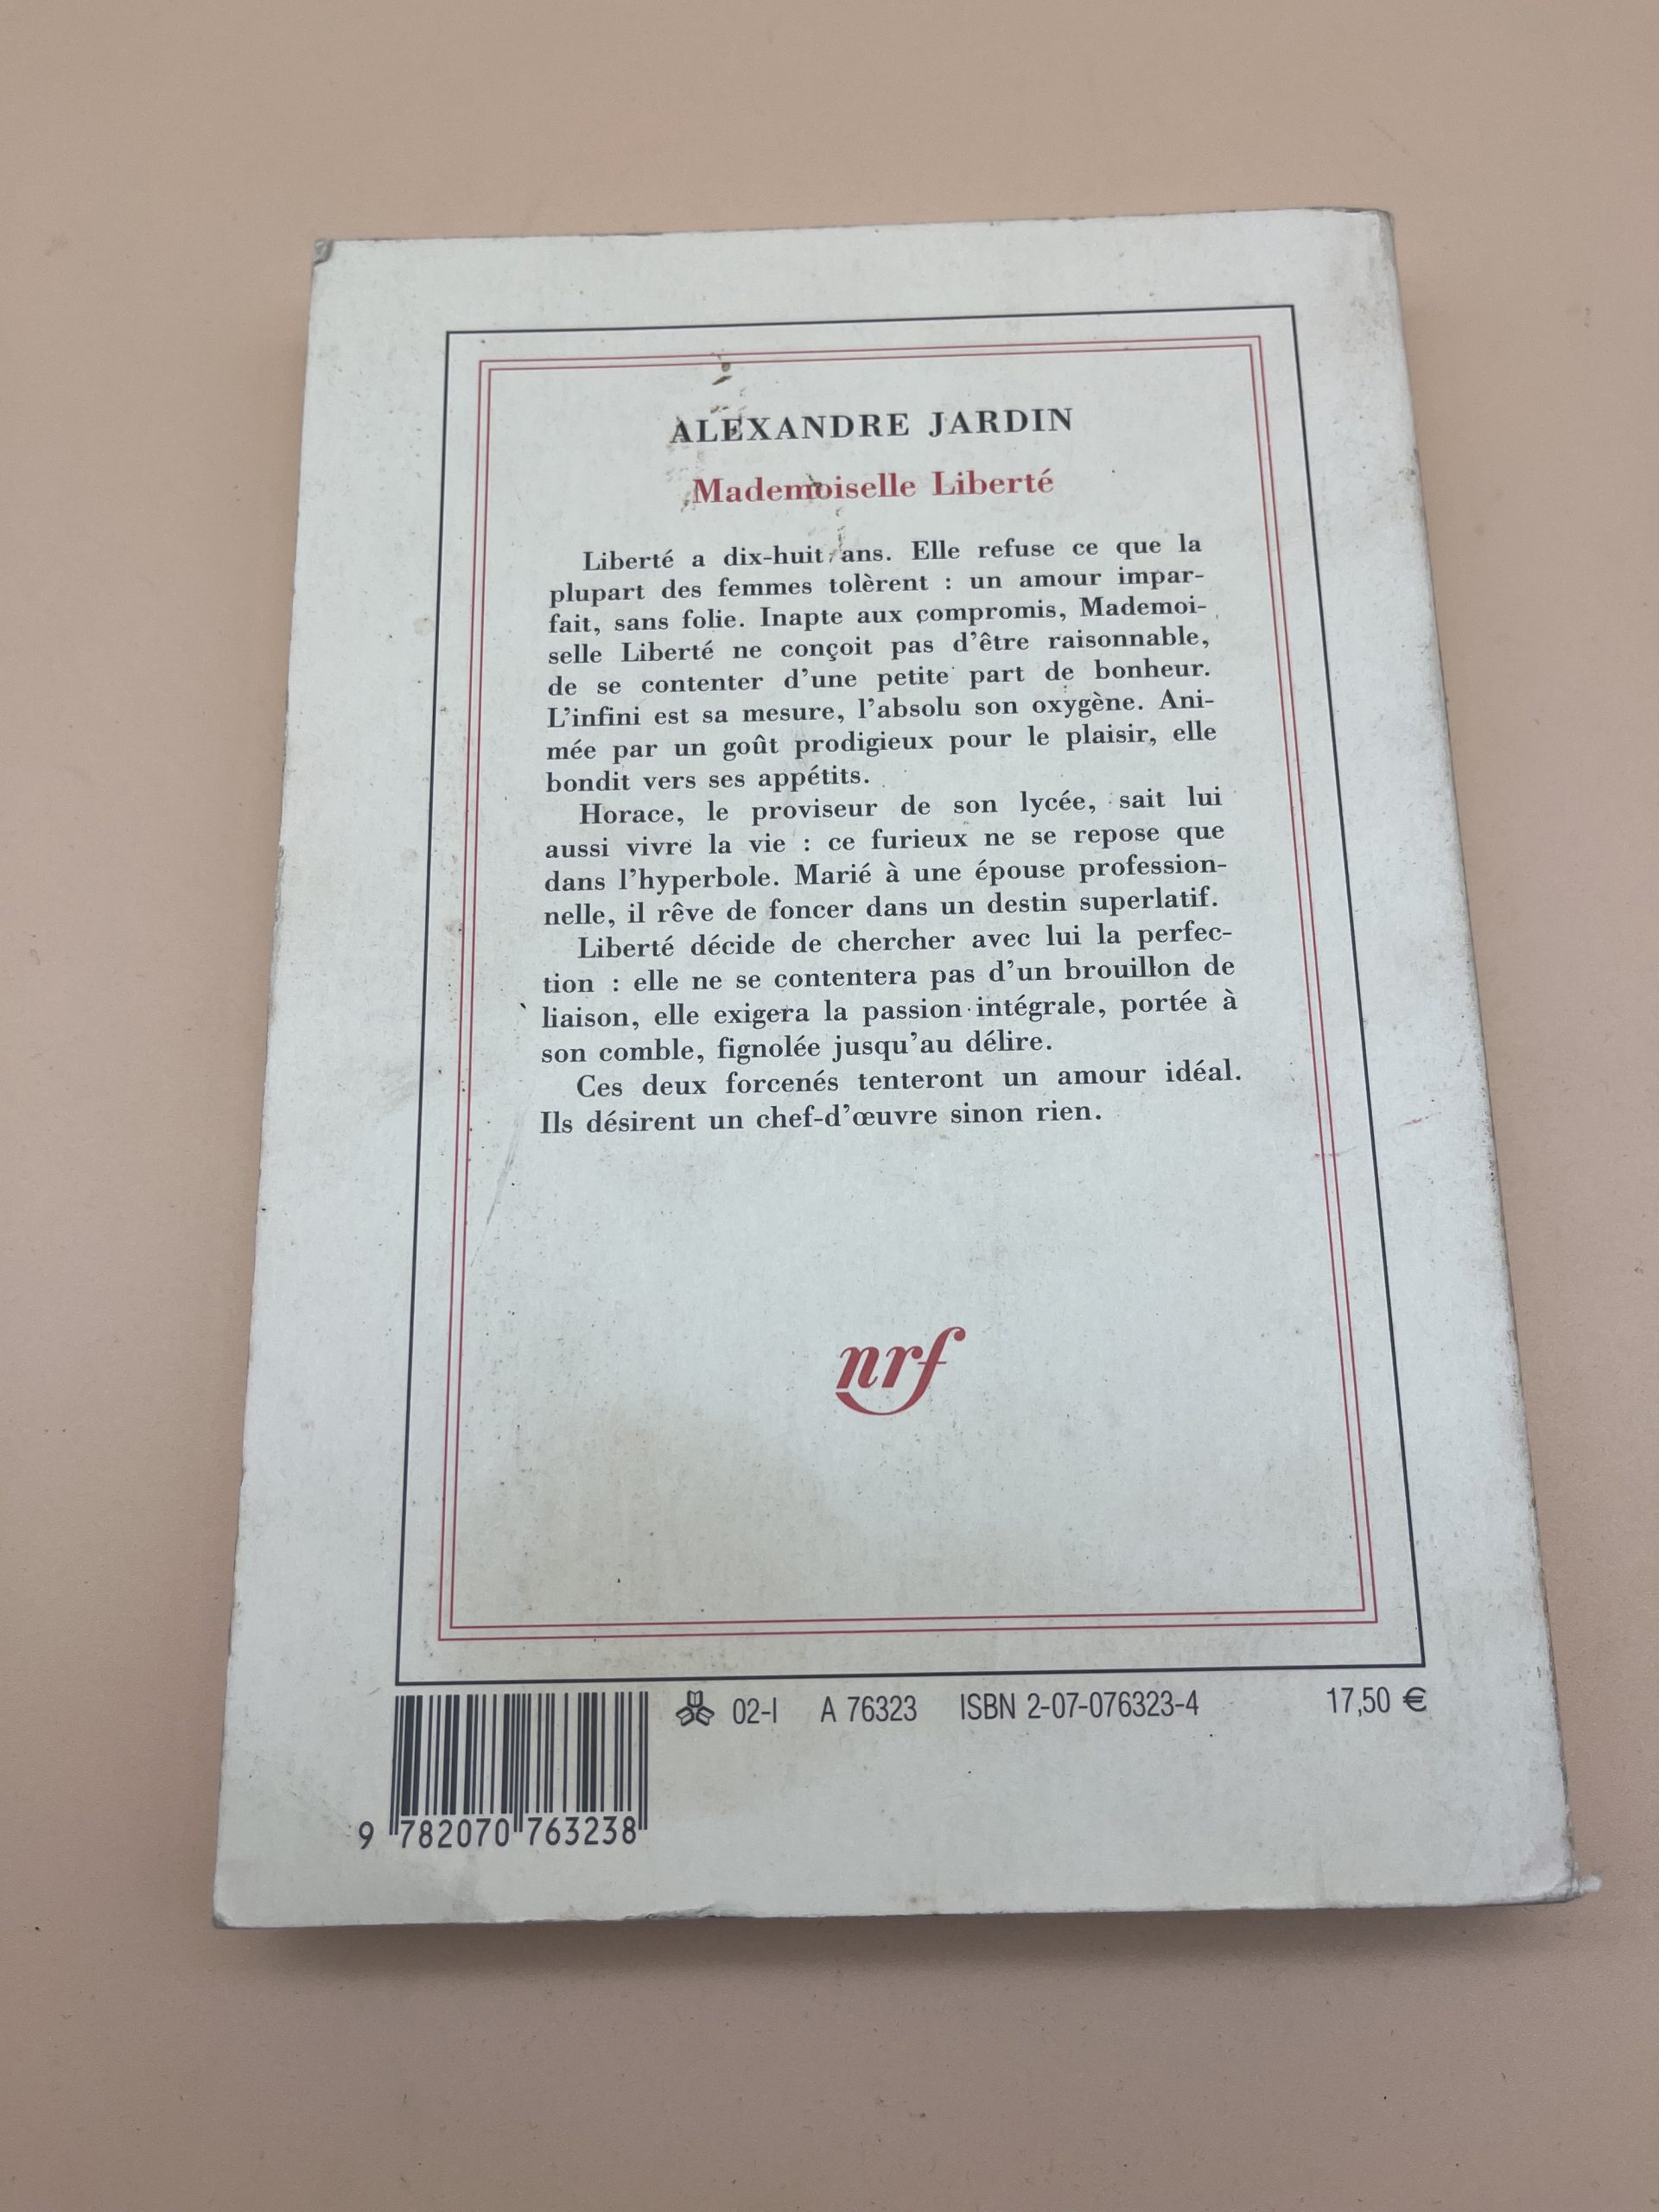 ALEXANDRE JARDIN
Mademoiselle Liberté
Liberté a dix-huit ans. Elle refuse ce que la
plupart des femmes tolèrent : un amour impar-
fait, sans folie. Inapte aux compromis, Mademoi-
selle Liberté ne conçoit pas d'être raisonnable,
de se contenter d'une petite part de bonheur.
L'infini est sa mesure, l'absolu son oxygène. Ani-
mée par un goût prodigieux pour le plaisir, elle
bondit vers ses appétits.
Horace, le proviseur de son lycée, sait lui
aussi vivre la vie : ce furieux ne se repose que
dans l'hyperbole. Marié à une épouse profession-
nelle, il rêve de foncer dans un destin superlatif.
Liberté décide de chercher avec lui la perfec-
tion : elle ne se contentera pas d'un brouillon de
liaison, elle exigera la passion intégrale, portée à
son comble, fignolée jusqu'au délire.
Ces deux forcenés tenteront un amour idéal.
Ils désirent un chef-d'œuvre sinon rien.
nrf
02-I A 76323 ISBN 2-07-076323-4 17,50 €
9 782070 763238